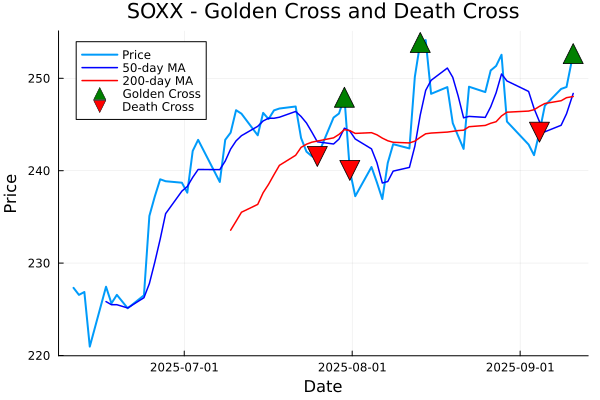 SOXX - Golden Cross and Death Cross
Price
50-day MA
200-day MA
Golden Cross
Death Cross
250
240
230
220
Price
2025-07-01
2025-08-01
2025-09-01
Date